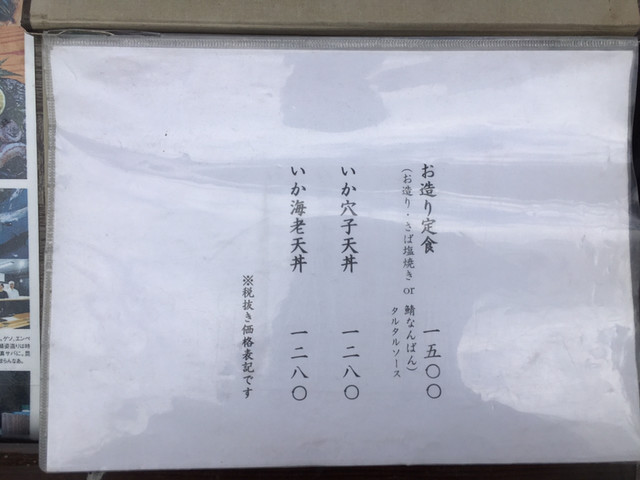 お造り定食 一五〇〇
(お造り・さば塩焼き or 鯖なんばん)
タルタルソース
いか穴子天丼 一二八〇
いか海老天丼 一二八〇
※税抜き価格表記です